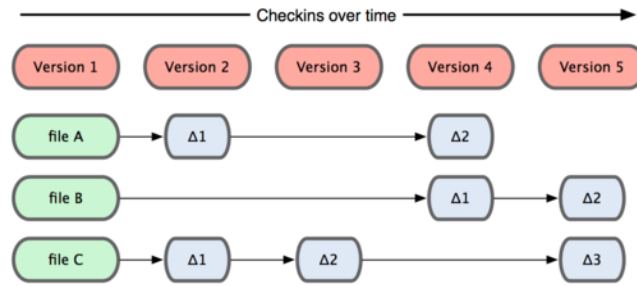 Checkins over time
Version 1 Version 2 Version 3 Version 4 Version 5
file A Δ1 Δ2
file B Δ1 Δ2
file C Δ1 Δ2 Δ3